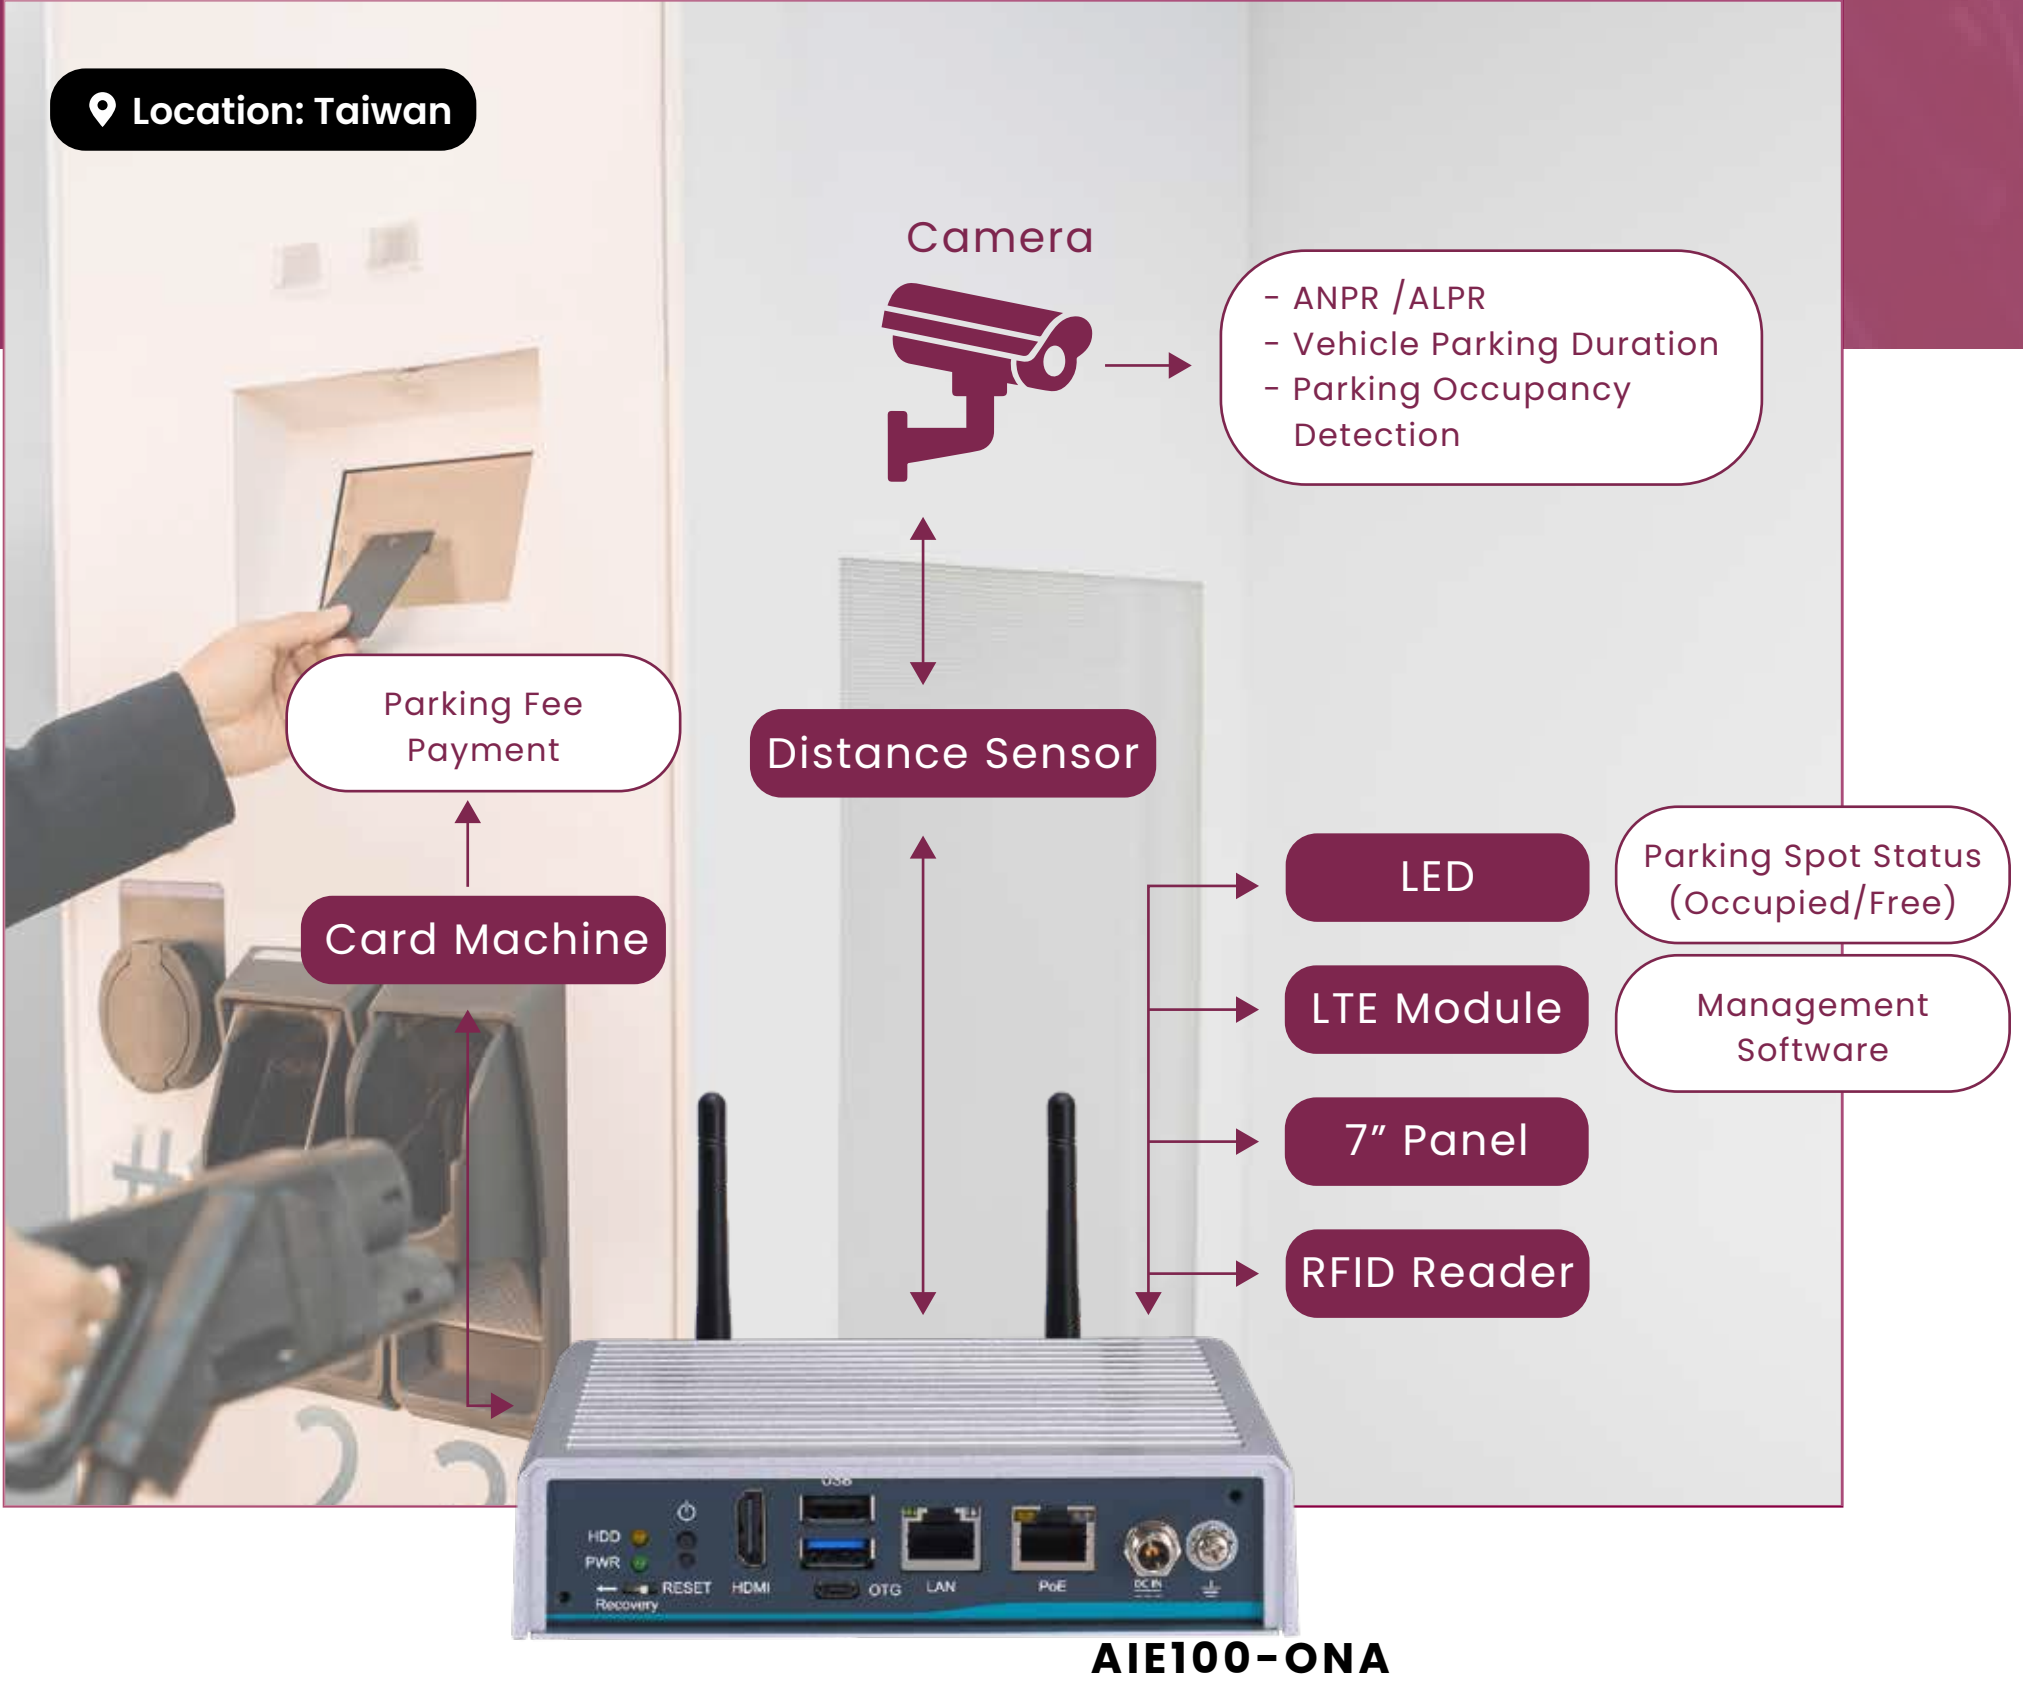 Location: Taiwan
Camera
- ANPR /ALPR
- Vehicle Parking Duration
- Parking Occupancy
Detection
Parking Fee
Payment
Distance Sensor
Card Machine
LED
Parking Spot Status
(Occupied/Free)
LTE Module
Management
Software
7” Panel
RFID Reader
USB
HDD
PWR
RESET
HDMI
OTG
LAN
PoE
DC IN
Recovery
AIE100-ONA